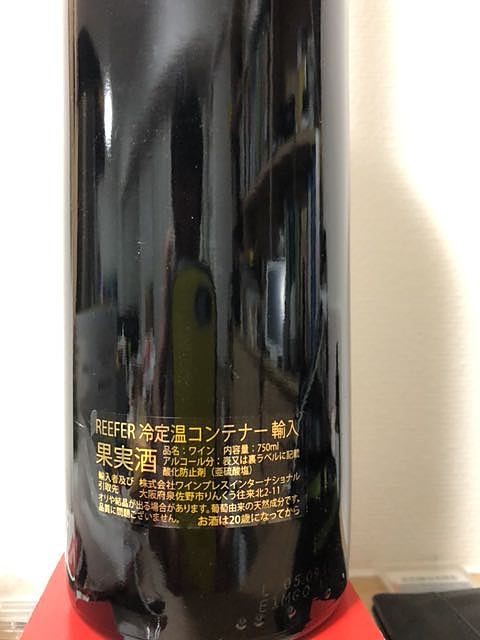 REEFER 冷定温コンテナー 輸入
果実酒 品名:ワイン 内容量:750ml
アルコール分:表又は裏ラベルに記載
酸化防止剤(亜硫酸塩)
輸入者及び 株式会社ワインプレスインターナショナル
引取先 大阪府泉佐野市りんくう往来北2-11
オリや結晶が出る場合があります。葡萄由来の天然成分です。
品質に問題ございません。 お酒は20歳になってから
L 05.09
E1MGO